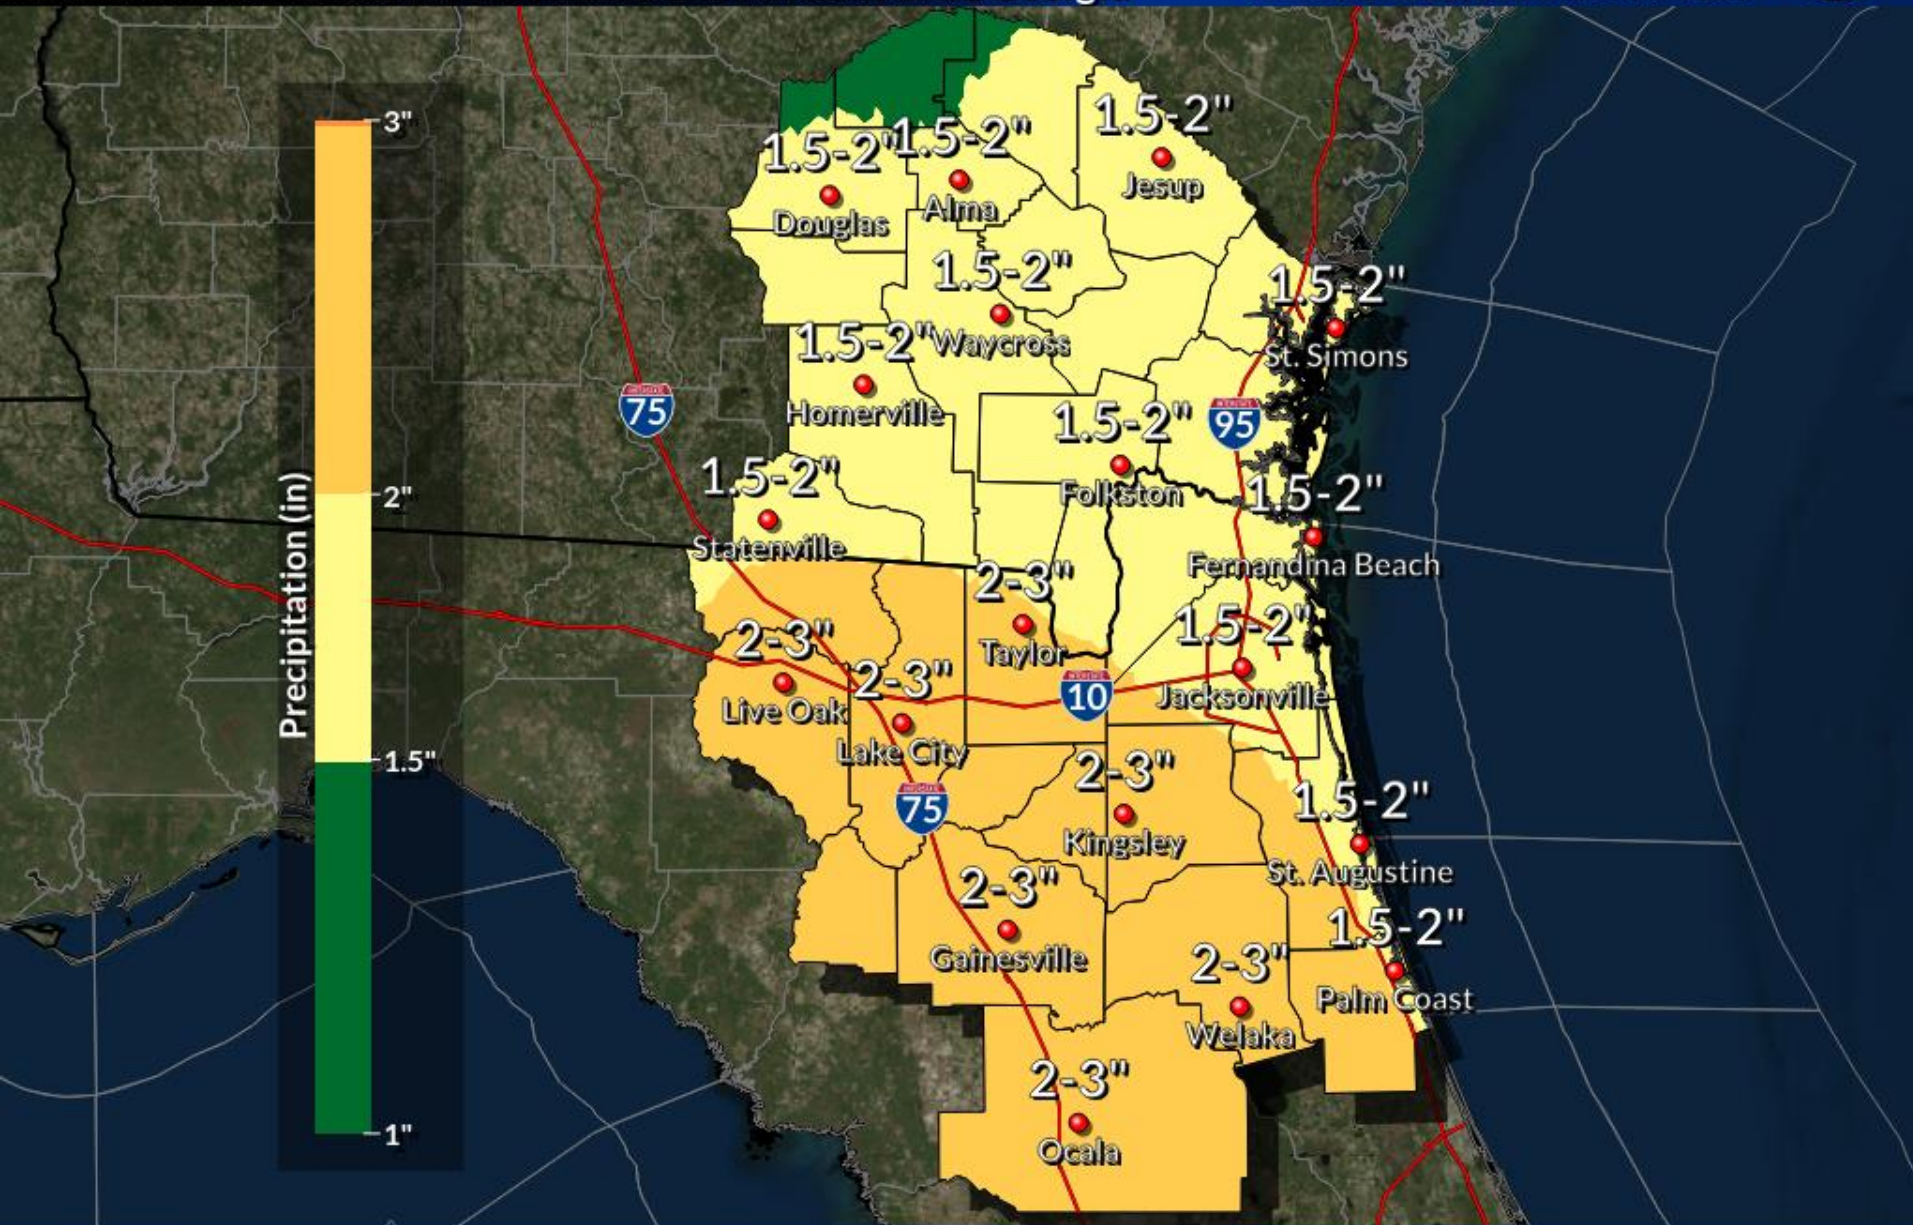 3"
2"
1.5"
1"
Precipitation (in)
1.5-2"
Jesup
1.5-2"
Douglas
1.5-2"
Alma
1.5-2"
Waycross
1.5-2"
St. Simons
1.5-2"
Homerville
INTERSTATE
75
1.5-2"
Folkston
INTERSTATE
95
1.5-2"
Statenville
1.5-2"
Fernandina Beach
2-3"
Taylor
1.5-2"
Jacksonville
2-3"
Live Oak
2-3"
Lake City
INTERSTATE
10
INTERSTATE
75
2-3"
Kingsley
1.5-2"
St. Augustine
2-3"
Gainesville
1.5-2"
Palm Coast
2-3"
Welaka
2-3"
Ocala